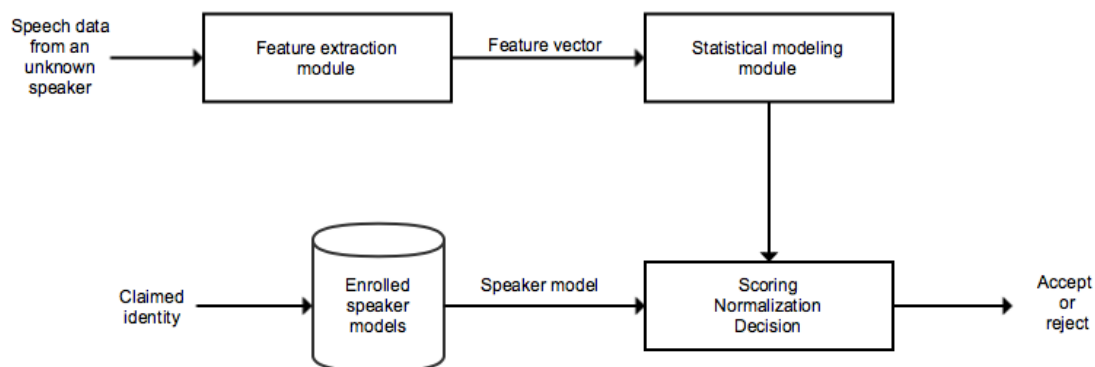 Speech data
from an
unknown
speaker
Feature extraction
module
Feature vector
Statistical modeling
module
Claimed
identity
Enrolled
speaker
models
Speaker model
Scoring
Normalization
Decision
Accept
or
reject